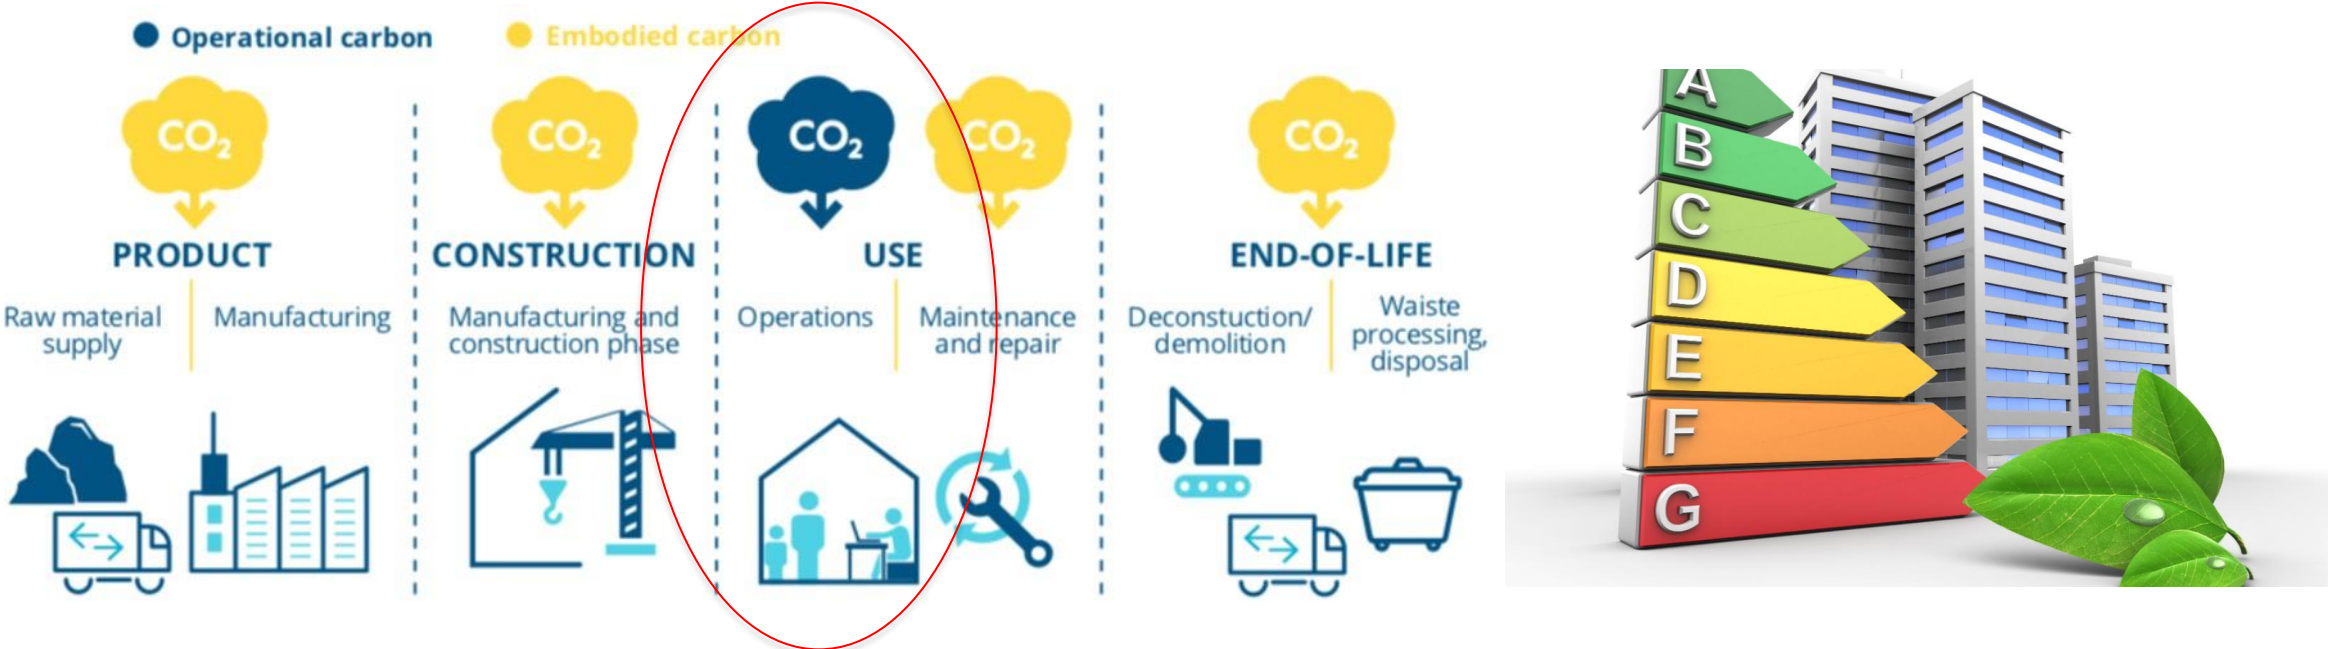 Operational carbon
Embodied carbon
CO₂
CO₂
CO₂
CO₂
CO₂
PRODUCT
CONSTRUCTION
USE
END-OF-LIFE
Raw material
supply
Manufacturing
Manufacturing and
construction phase
Operations
Maintenance
and repair
Deconstuction/
demolition
Waiste
processing,
disposal
A
B
C
D
E
F
G